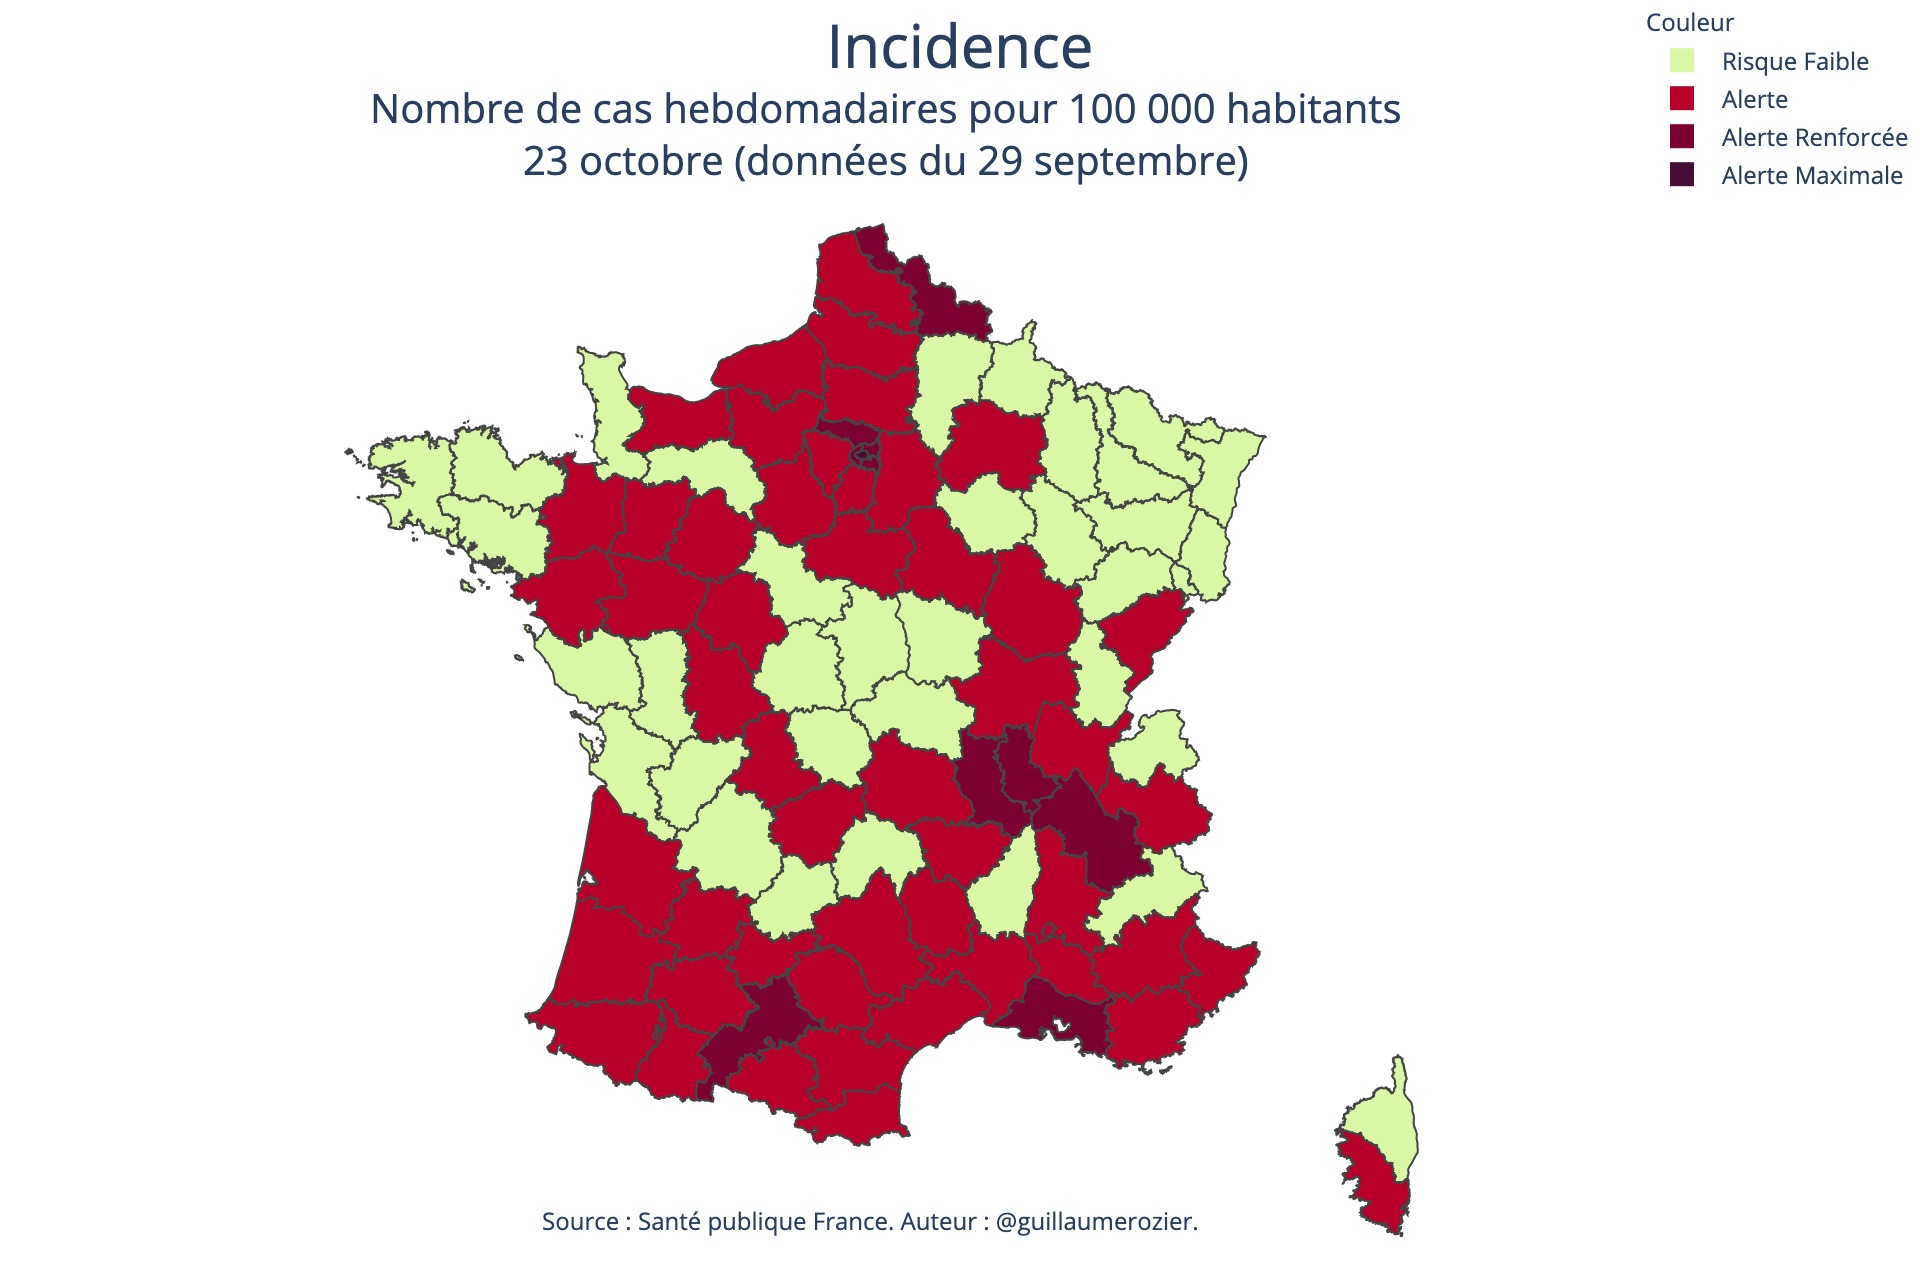 Incidence
Nombre de cas hebdomadaires pour 100 000 habitants
23 octobre (données du 29 septembre)
Couleur
Risque Faible
Alerte
Alerte Renforcée
Alerte Maximale
Source : Santé publique France. Auteur : @guillaumerozier.